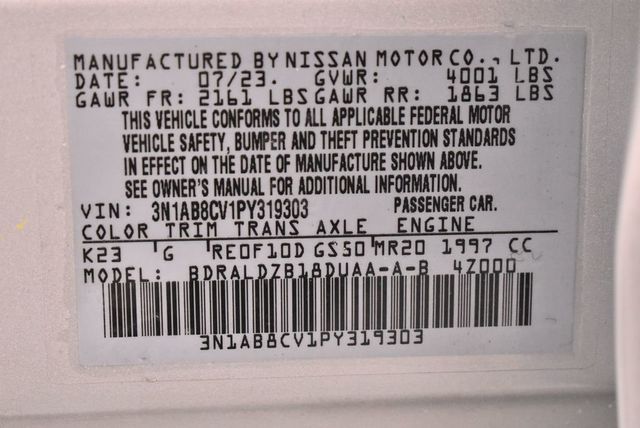 MANUFACTURED BY NISSAN MOTOR CO., LTD.
DATE: 07/23. GVWR: 4001 LBS
GAWR FR: 2161 LBS GAWR RR: 1863 LBS
THIS VEHICLE CONFORMS TO ALL APPLICABLE FEDERAL MOTOR
VEHICLE SAFETY, BUMPER AND THEFT PREVENTION STANDARDS
IN EFFECT ON THE DATE OF MANUFACTURE SHOWN ABOVE.
SEE OWNER'S MANUAL FOR ADDITIONAL INFORMATION.
VIN: 3N1AB8CV1PY319303 PASSENGER CAR.
COLOR TRIM TRANS AXLE ENGINE
K23 G RE0F10D GS50 MR20 1997 CC
MODEL: BDRALDZB18DUAA-A-B 4Z000
3N1AB8CV1PY319303